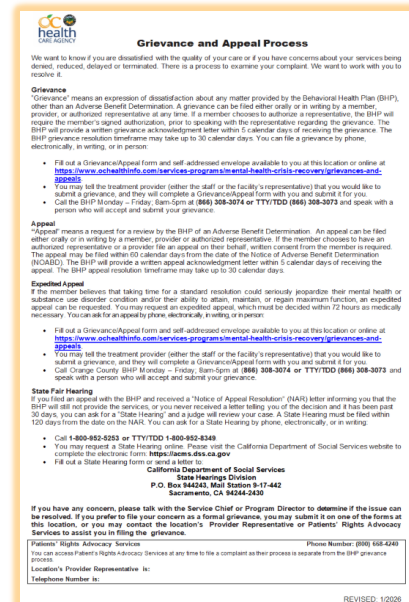 OC
health
CARE AGENCY
Grievance and Appeal Process
We want to know if you are dissatisfied with the quality of your care or if you have concerns about your services being
denied, reduced, delayed or terminated. There is a process to examine your complaint. We want to work with you to
resolve it.
Grievance
"Grievance" means an expression of dissatisfaction about any matter provided by the Behavioral Health Plan (BHP),
other than an Adverse Benefit Determination. A grievance can be filed either orally or in writing by a member,
provider, or authorized representative at any time. If a member chooses to authorize a representative, the BHP will
require the member's signed authorization, prior to speaking with the representative regarding the grievance. The
BHP will provide a written grievance acknowledgment letter within 5 calendar days of receiving the grievance. The
BHP grievance resolution timeframe may take up to 30 calendar days. You can file a grievance by phone,
electronically, in writing, or in person:
• Fill out a Grievance/Appeal form and self-addressed envelope available to you at this location or online at
https://www.ochealthinfo.com/services-programs/mental-health-crisis-recovery/grievances-and-
appeals.
• You may tell the treatment provider (either the staff or the facility's representative) that you would like to
submit a grievance, and they will complete a Grievance/Appeal form with you and submit it for you.
• Call the BHP Monday – Friday; 8am-5pm at (866) 308-3074 or TTY/TDD (866) 308-3073 and speak with a
person who will accept and submit your grievance.
Appeal
"Appeal" means a request for a review by the BHP of an Adverse Benefit Determination. An appeal can be filed
either orally or in writing by a member, provider or authorized representative. If the member chooses to have an
authorized representative or a provider file an appeal on their behalf, written consent from the member is required.
The appeal may be filed within 60 calendar days from the date of the Notice of Adverse Benefit Determination
(NOABD). The BHP will provide a written appeal acknowledgment letter within 5 calendar days of receiving the
appeal. The BHP appeal resolution timeframe may take up to 30 calendar days.
Expedited Appeal
If the member believes that taking time for a standard resolution could seriously jeopardize their mental health or
substance use disorder condition and/or their ability to attain, maintain, or regain maximum function, an expedited
appeal can be requested. You may request an expedited appeal, which must be decided within 72 hours as medically
necessary. You can ask for an appeal by phone, electronically, in writing, or in person:
• Fill out a Grievance/Appeal form and self-addressed envelope available to you at this location or online at
https://www.ochealthinfo.com/services-programs/mental-health-crisis-recovery/grievances-and-
appeals
• You may tell the treatment provider (either the staff or the facility's representative) that you would like to
submit a grievance, and they will complete a Grievance/Appeal form with you and submit it for you.
• Call Orange County BHP Monday – Friday; 8am-5pm at (866) 308-3074 or TTY/TDD (866) 308-3073 and
speak with a person who will accept and submit your grievance.
State Fair Hearing
If you filed an appeal with the BHP and received a "Notice of Appeal Resolution" (NAR) letter informing you that the
BHP will still not provide the services, or you never received a letter telling you of the decision and it has been past
30 days, you can ask for a "State Hearing" and a judge will review your case. A State Hearing must be filed within
120 days from the date on the NAR. You can ask for a State Hearing by phone, electronically, or in writing:
• Call 1-800-952-5253 or TTY/TDD 1-800-952-8349
• You may request a State Hearing online. Please visit the California Department of Social Services website to
complete the electronic form: https://acms.dss.ca.gov
• Fill out a State Hearing form or send a letter to:
California Department of Social Services
State Hearings Division
P.O. Box 944243, Mail Station 9-17-442
Sacramento, CA 94244-2430
If you have any concern, please talk with the Service Chief or Program Director to determine if the issue can
be resolved. If you prefer to file your concern as a formal grievance, you may submit it on one of the forms at
this location, or you may contact the location's Provider Representative or Patients' Rights Advocacy
Services to assist you in filing the grievance.
Patients' Rights Advocacy Services Phone Number: (800) 668-4240
You can access Patient's Rights Advocacy Services at any time to file a complaint as their process is separate from the BHP grievance
process.
Location's Provider Representative is:
Telephone Number is:
REVISED: 1/2026